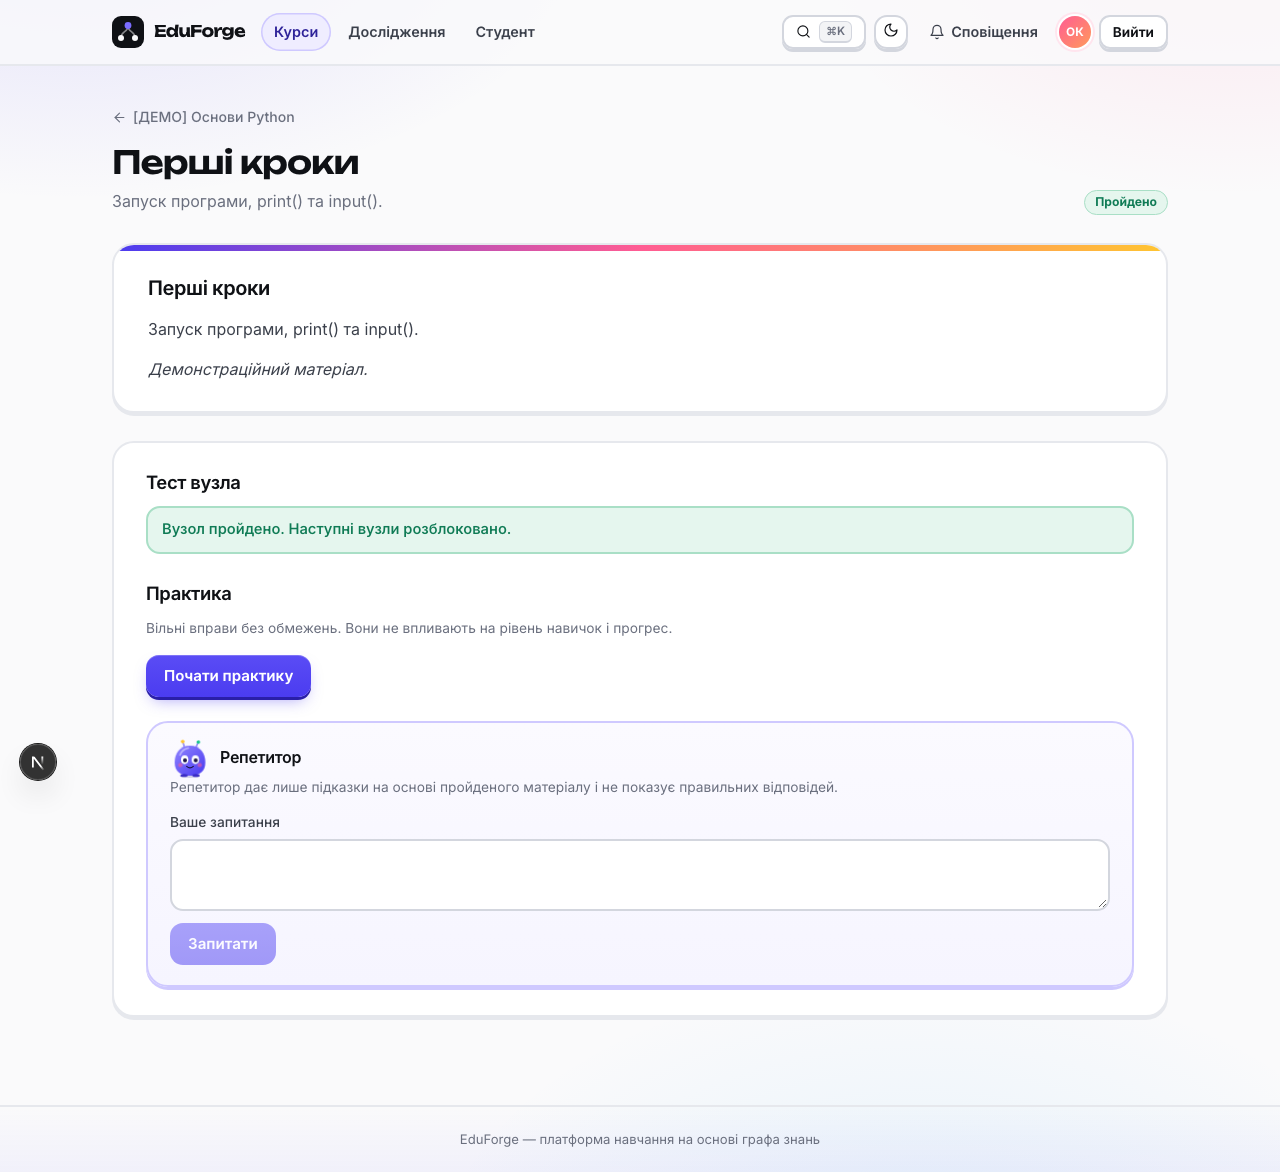 EduForge
Курси
Дослідження
Студент
⌘K
Сповіщення
ОК
Вийти
← [ДЕМО] Основи Python
Перші кроки
Запуск програми, print() та input().
Пройдено
Перші кроки
Запуск програми, print() та input().
Демонстраційний матеріал.
Тест вузла
Вузол пройдено. Наступні вузли розблоковано.
Практика
Вільні вправи без обмежень. Вони не впливають на рівень навичок і прогрес.
Почати практику
N
Репетитор
Репетитор дає лише підказки на основі пройденого матеріалу і не показує правильних відповідей.
Ваше запитання
Запитати
EduForge — платформа навчання на основі графа знань